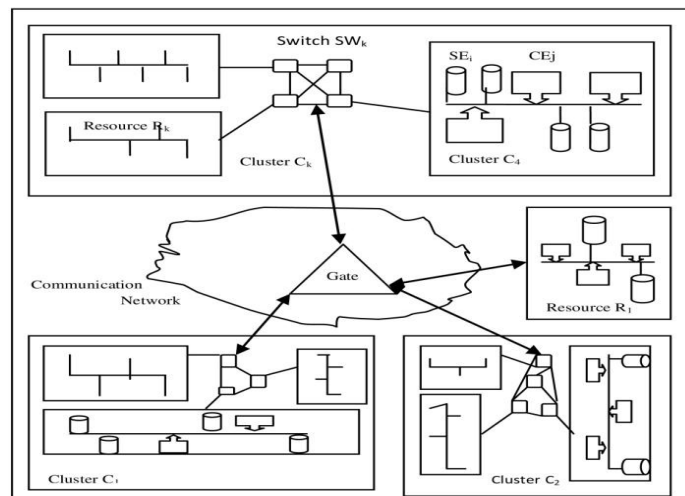 Switch SWk
SEi CEj
Resource Rk
Cluster Ck
Cluster C4
Communication
Network
Gate
Resource R1
Cluster C1
Cluster C2